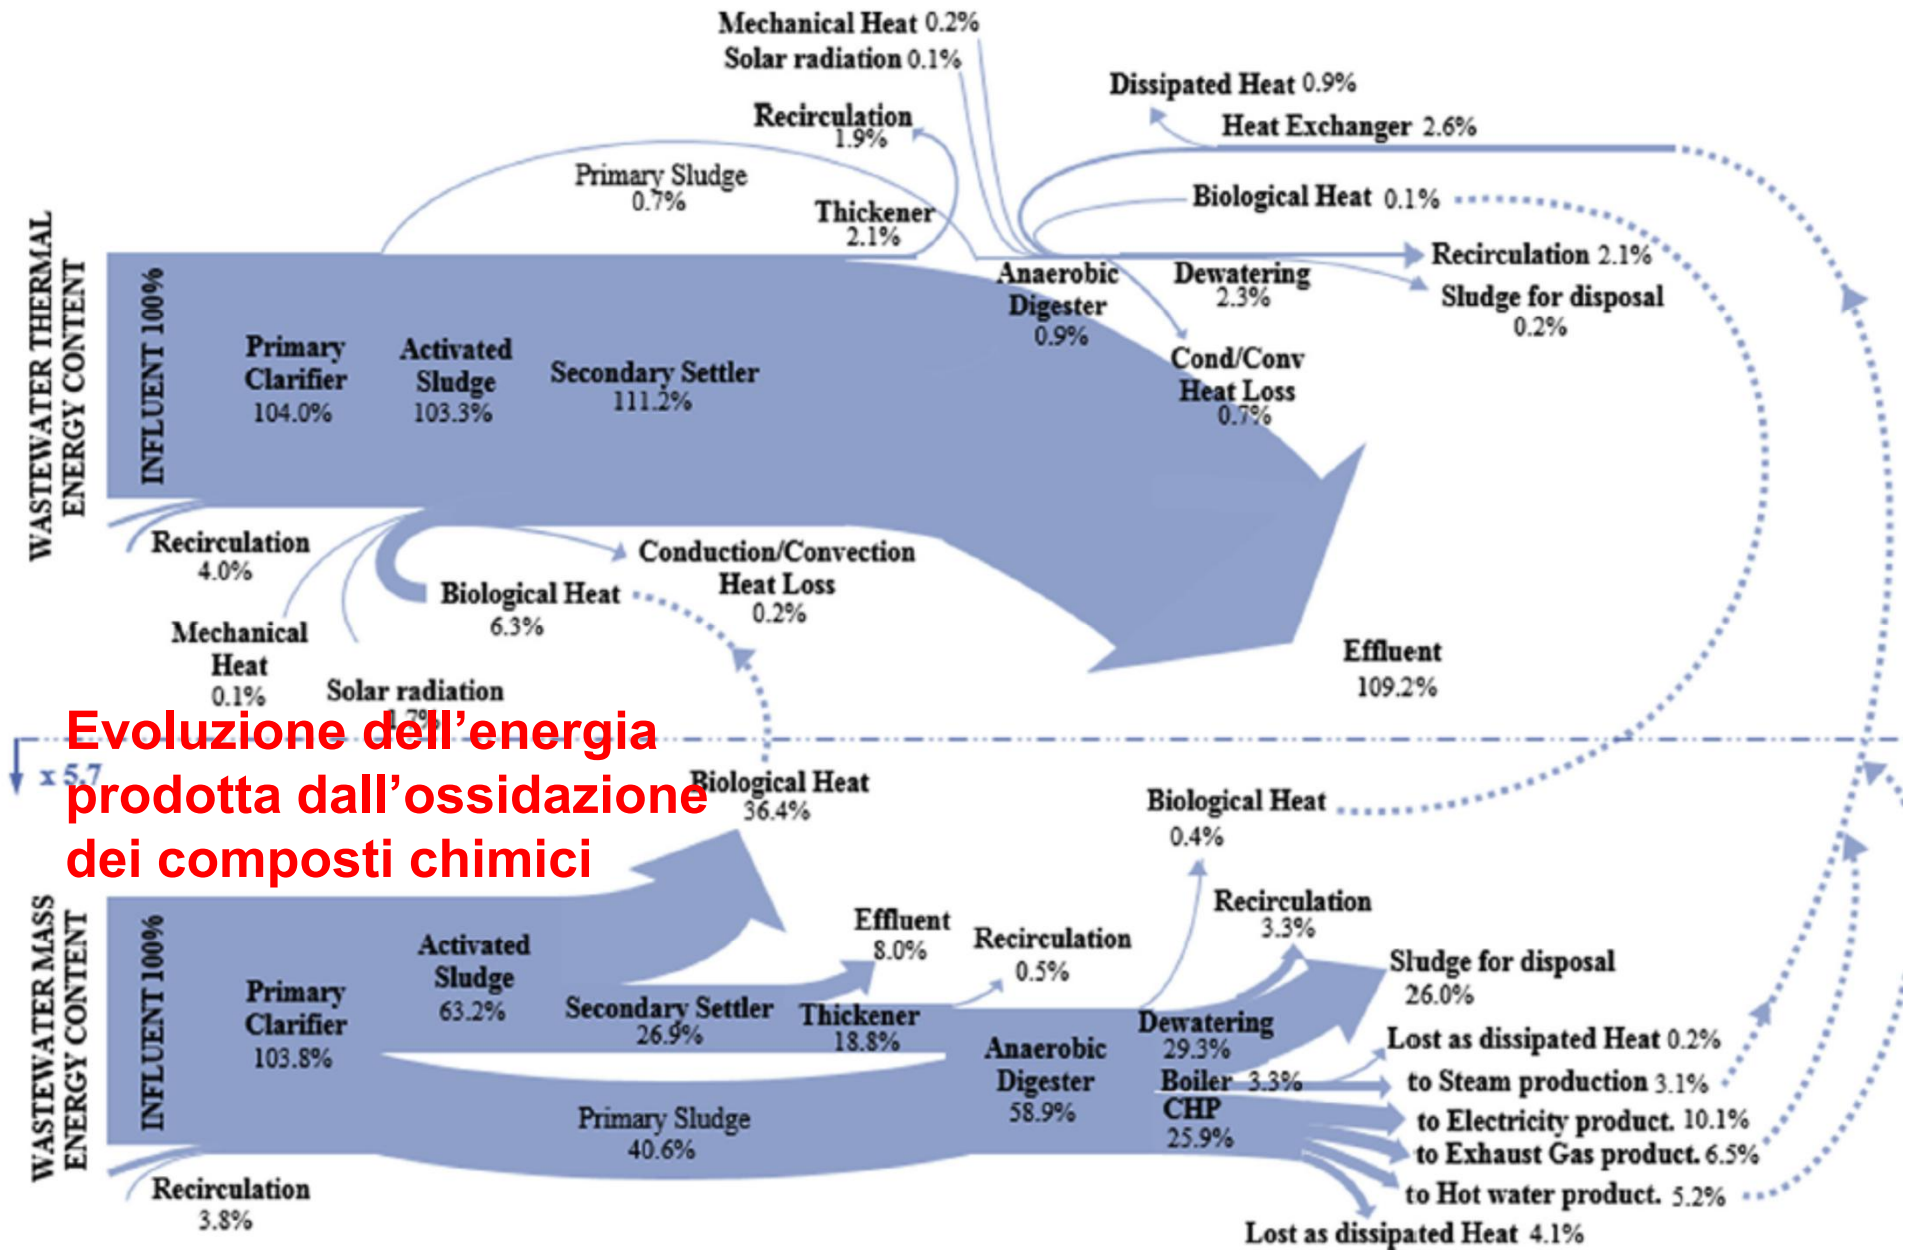 Mechanical Heat 0.2%
Solar radiation 0.1%
Dissipated Heat 0.9%
Recirculation
1.9%
Heat Exchanger 2.6%
Primary Sludge
0.7%
Biological Heat 0.1%
Thickener
2.1%
WASTEWATER THERMAL
ENERGY CONTENT
INFLUENT 100%
Primary
Clarifier
104.0%
Activated
Sludge
103.3%
Secondary Settler
111.2%
Anaerobic
Digester
0.9%
Dewatering
2.3%
Recirculation 2.1%
Sludge for disposal
0.2%
Cond/Conv
Heat Loss
0.7%
Recirculation
4.0%
Conduction/Convection
Heat Loss
0.2%
Biological Heat
6.3%
Mechanical
Heat
0.1%
Solar radiation
1.7%
Effluent
109.2%
Evoluzione dell'energia
prodotta dall'ossidazione
dei composti chimici
x 5.7
Biological Heat
36.4%
Biological Heat
0.4%
WASTEWATER MASS
ENERGY CONTENT
INFLUENT 100%
Primary
Clarifier
103.8%
Activated
Sludge
63.2%
Secondary Settler
26.9%
Effluent
8.0%
Thickener
18.8%
Recirculation
0.5%
Recirculation
3.3%
Sludge for disposal
26.0%
Anaerobic
Digester
58.9%
Dewatering
29.3%
Boiler 3.3%
CHP
25.9%
Lost as dissipated Heat 0.2%
to Steam production 3.1%
to Electricity product. 10.1%
to Exhaust Gas product. 6.5%
to Hot water product. 5.2%
Lost as dissipated Heat 4.1%
Primary Sludge
40.6%
Recirculation
3.8%